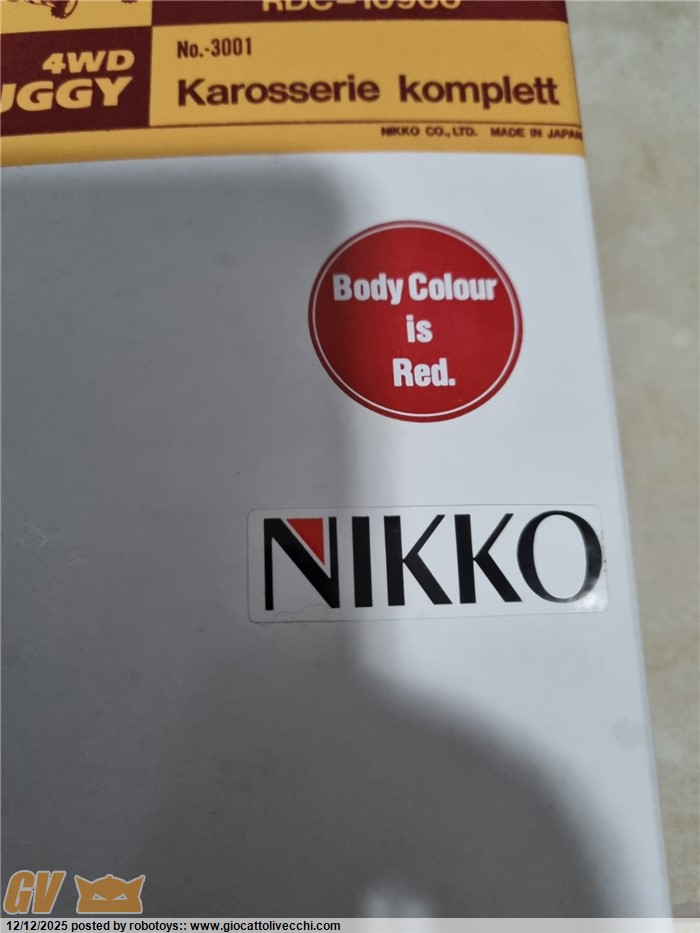 4WD
No.-3001
Karosserie komplett
NIKKO CO., LTD. MADE IN JAPAN
Body Colour
is
Red.
NIKKO
GV
12/12/2025 posted by robotoys:: www.giocattolivecchi.com